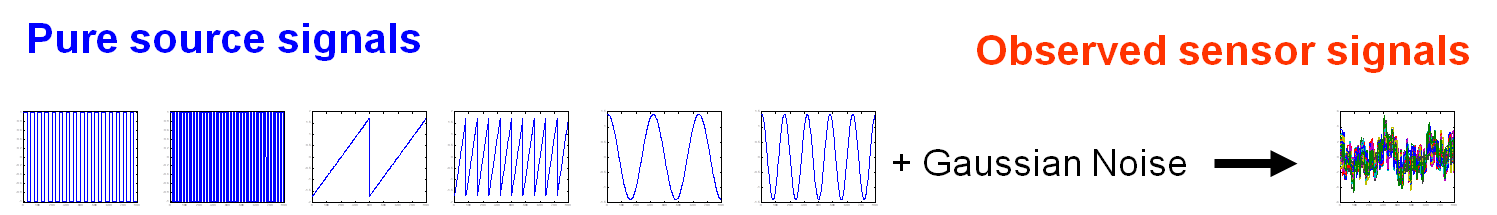 Pure source signals
Observed sensor signals
+ Gaussian Noise